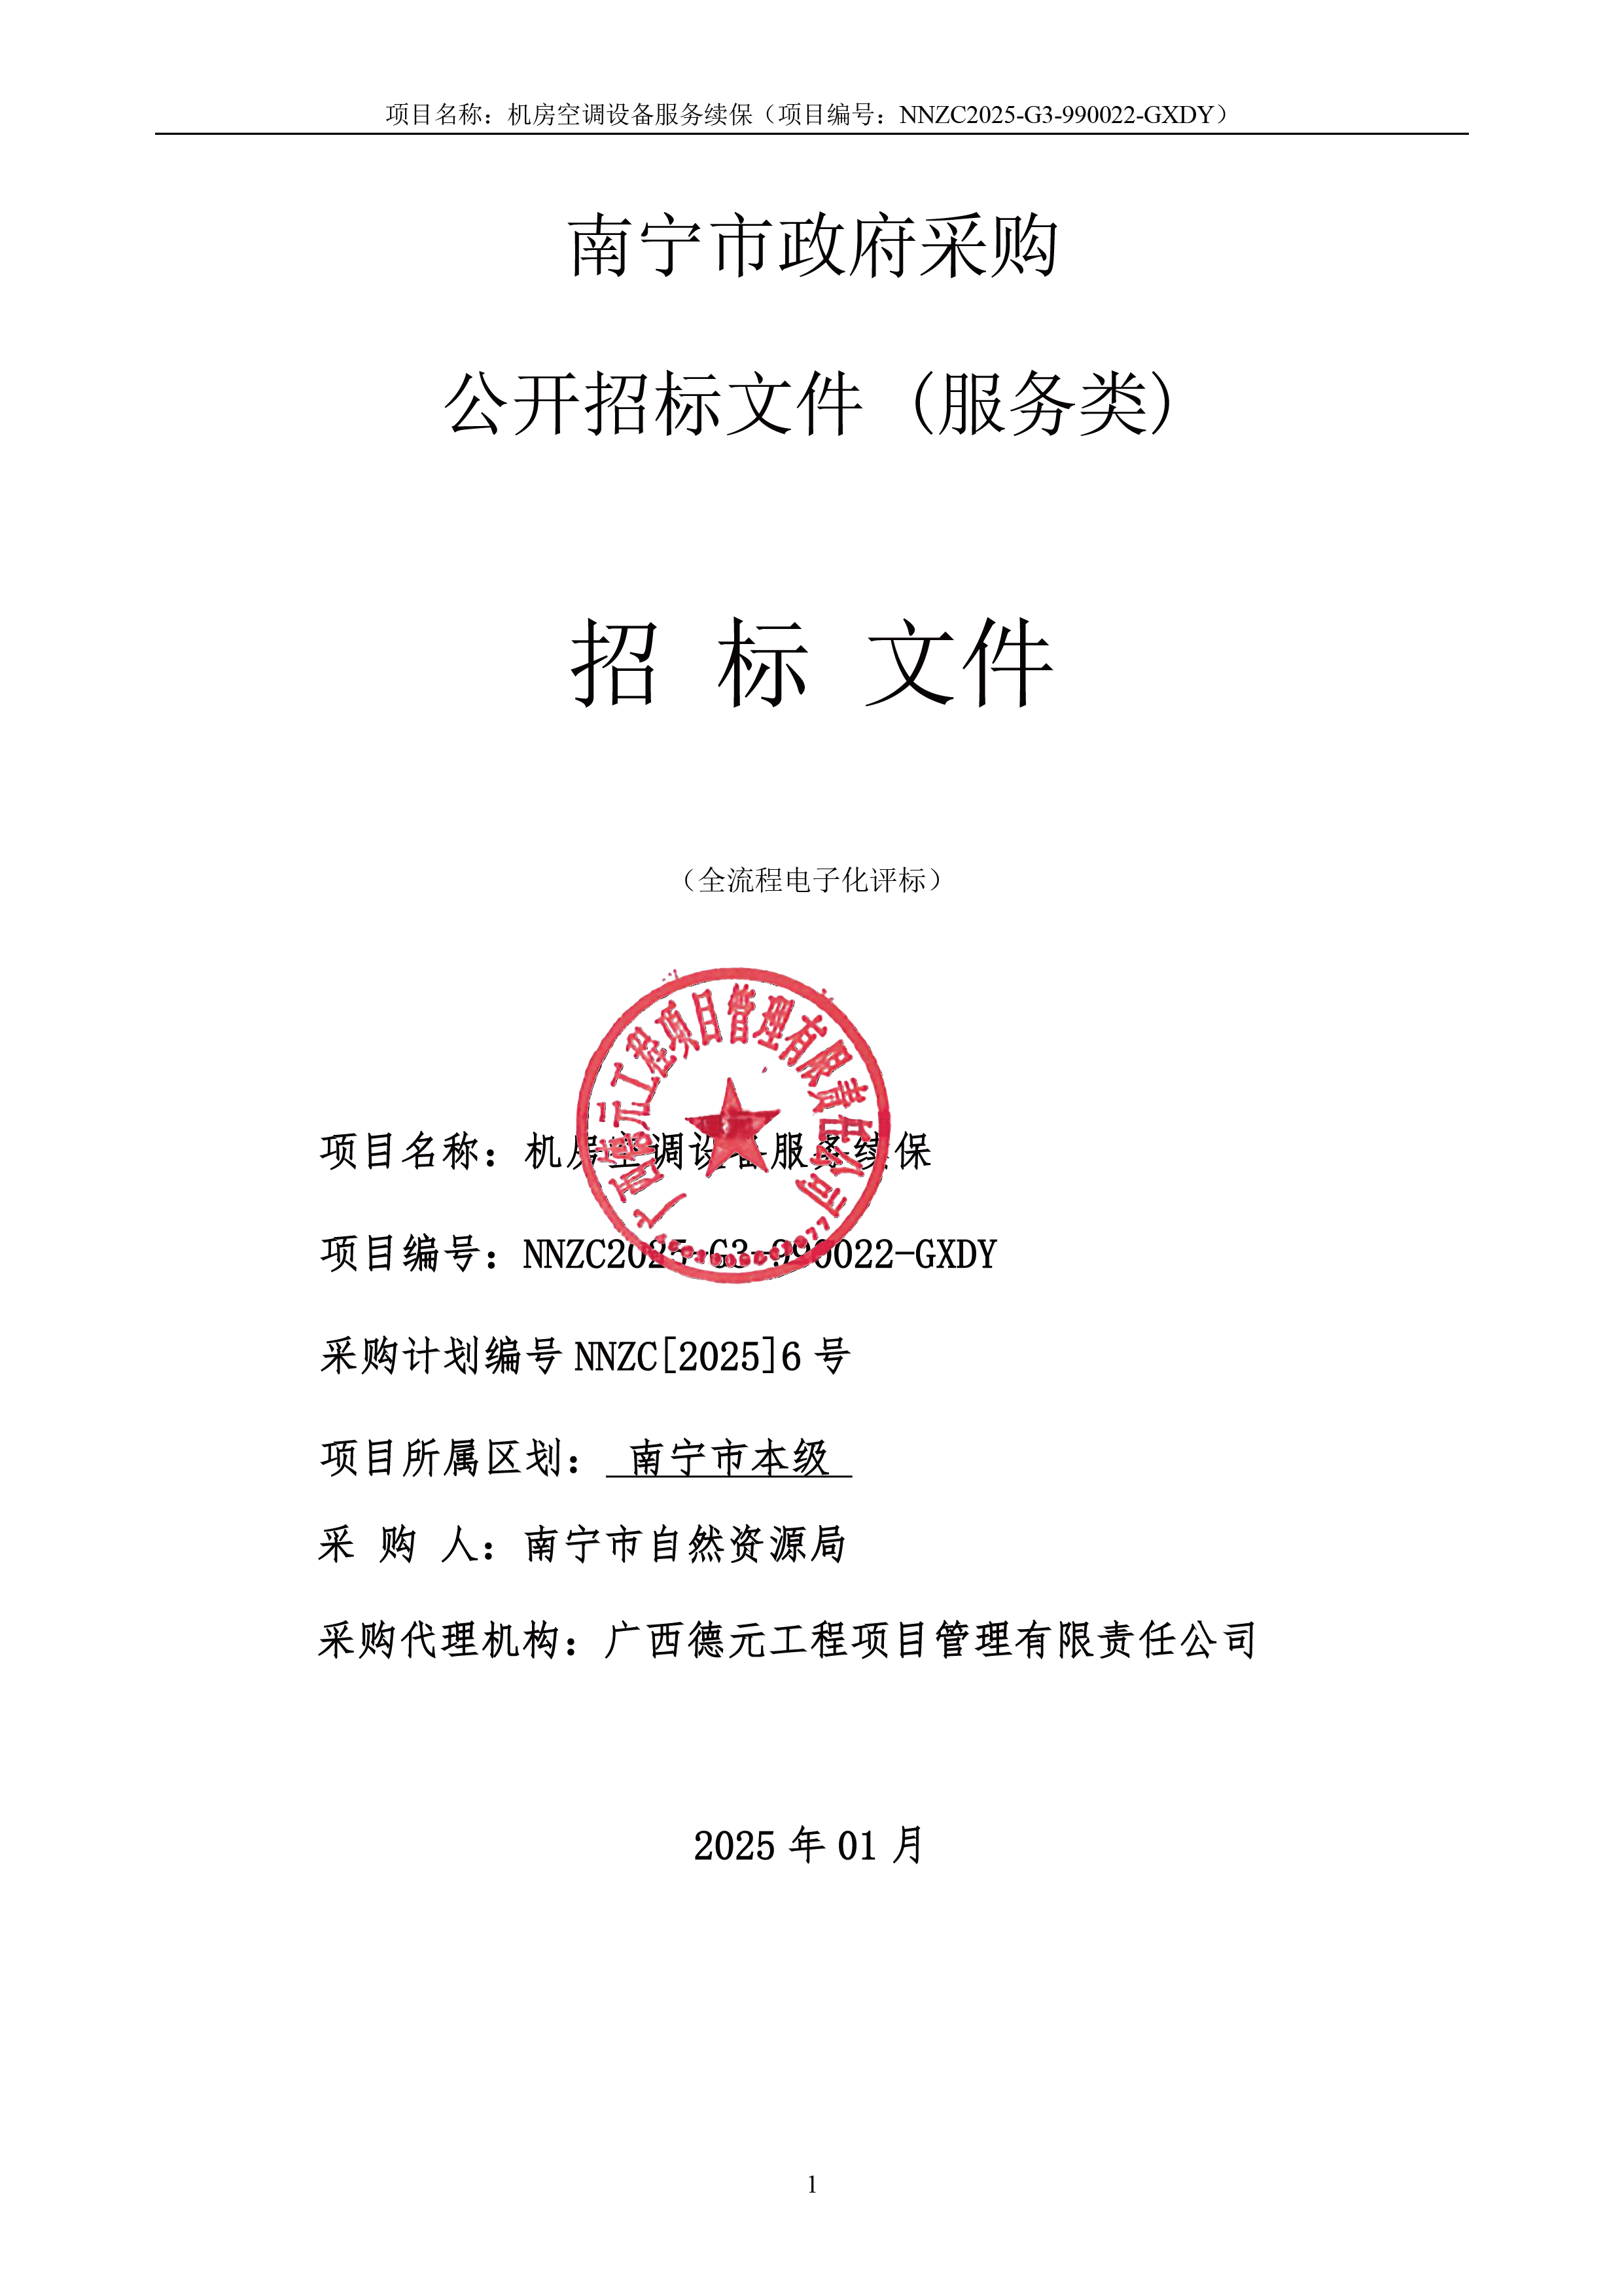 项目名称：机房空调设备服务续保（项目编号：NNZC2025-G3-990022-GXDY）
南宁市政府采购
公开招标文件（服务类）
招 标 文件
（全流程电子化评标）
广西德元工程项目管理有限责任公司
项目名称：机房空调设备服务续保
项目编号：NNZC2025-G3-990022-GXDY
采购计划编号 NNZC[2025]6 号
项目所属区划： 南宁市本级
采 购 人：南宁市自然资源局
采购代理机构：广西德元工程项目管理有限责任公司
2025 年 01 月
1